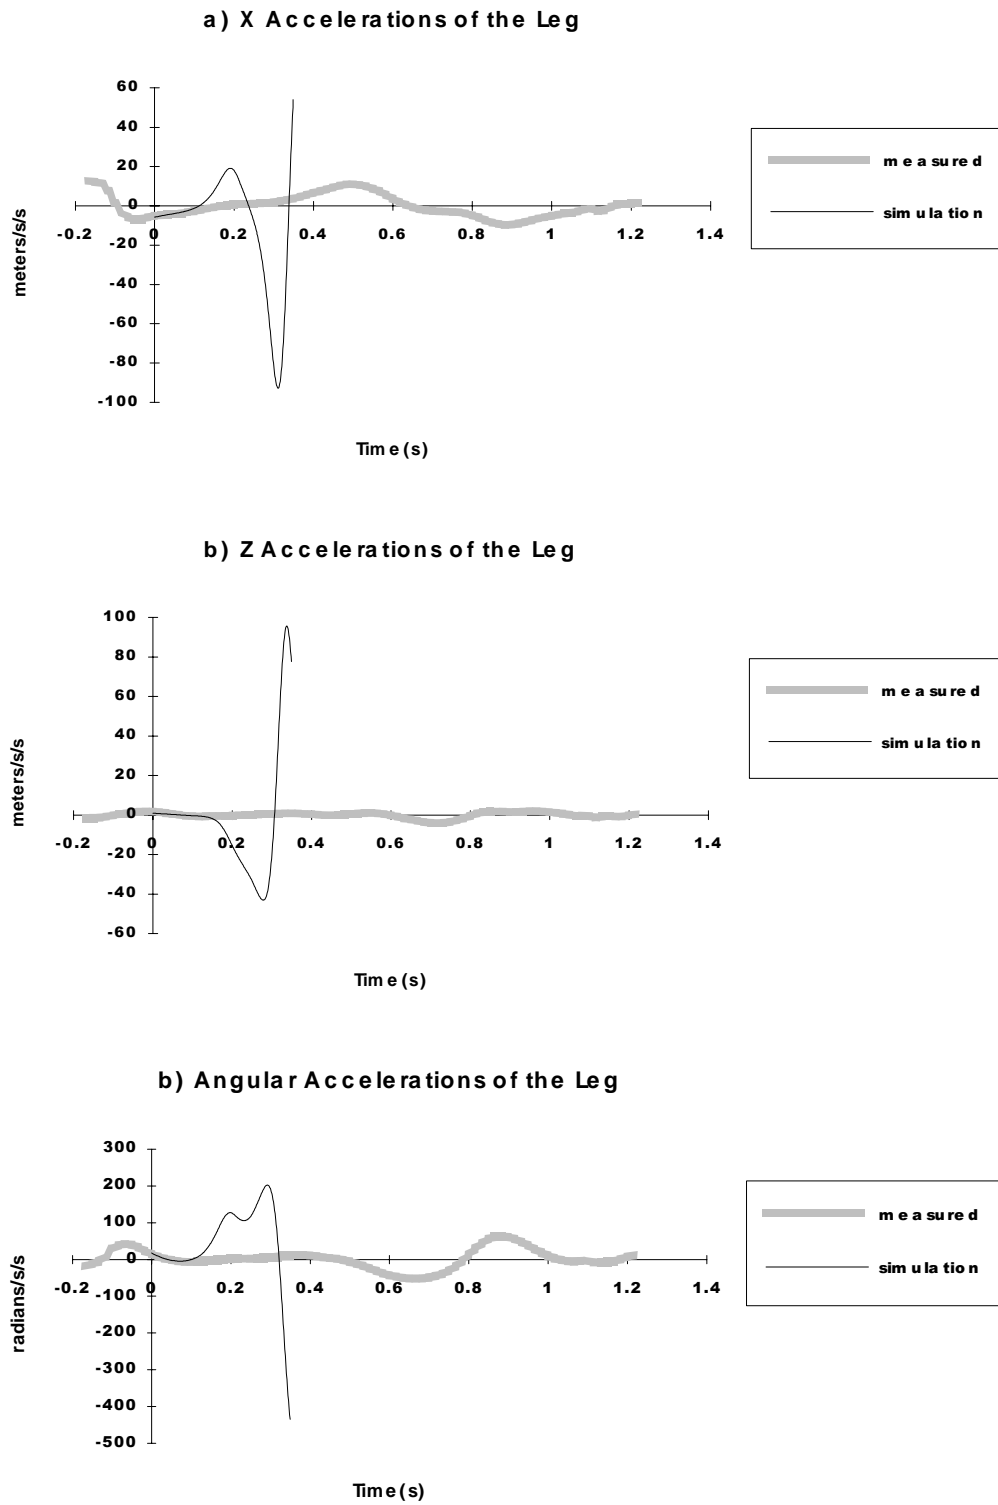 a) X Accelerations of the Leg
60
40
20
0
-20
-40
-60
-80
-100
-0.2 0 0.2 0.4 0.6 0.8 1 1.2 1.4
meters/s/s
Time (s)
measured
simulation
b) Z Accelerations of the Leg
100
80
60
40
20
0
-20
-40
-60
-0.2 0 0.2 0.4 0.6 0.8 1 1.2 1.4
meters/s/s
Time (s)
measured
simulation
b) Angular Accelerations of the Leg
300
200
100
0
-100
-200
-300
-400
-500
-0.2 0 0.2 0.4 0.6 0.8 1 1.2 1.4
radians/s/s
Time (s)
measured
simulation